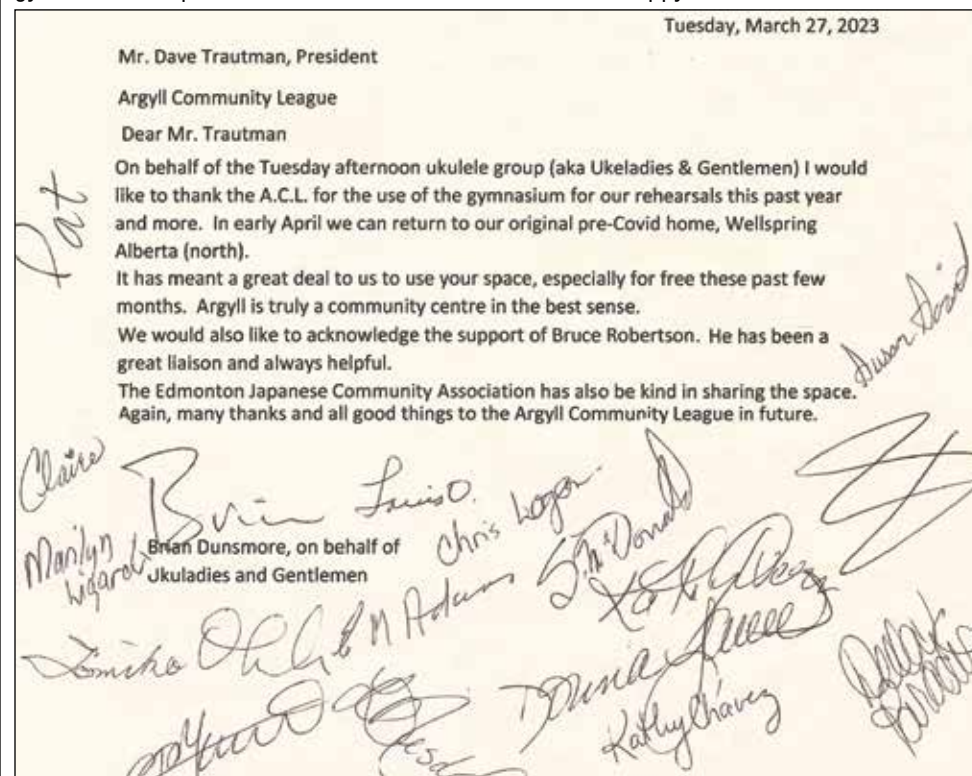 Tuesday, March 27, 2023
Mr. Dave Trautman, President
Argyll Community League
Dear Mr. Trautman
On behalf of the Tuesday afternoon ukulele group (aka Ukeladies & Gentlemen) I would
like to thank the A.C.L. for the use of the gymnasium for our rehearsals this past year
and more. In early April we can return to our original pre-Covid home, Wellspring
Alberta (north).
It has meant a great deal to us to use your space, especially for free these past few
months. Argyll is truly a community centre in the best sense.
We would also like to acknowledge the support of Bruce Robertson. He has been a
great liaison and always helpful.
The Edmonton Japanese Community Association has also be kind in sharing the space.
Again, many thanks and all good things to the Argyll Community League in future.
Pat
Susan
Claire
Brian
Chris Logan
McDonald
Marilyn
Brian Dunsmore, on behalf of
Ukuladies and Gentlemen
Tomiko
Donna
Kathy Chávez